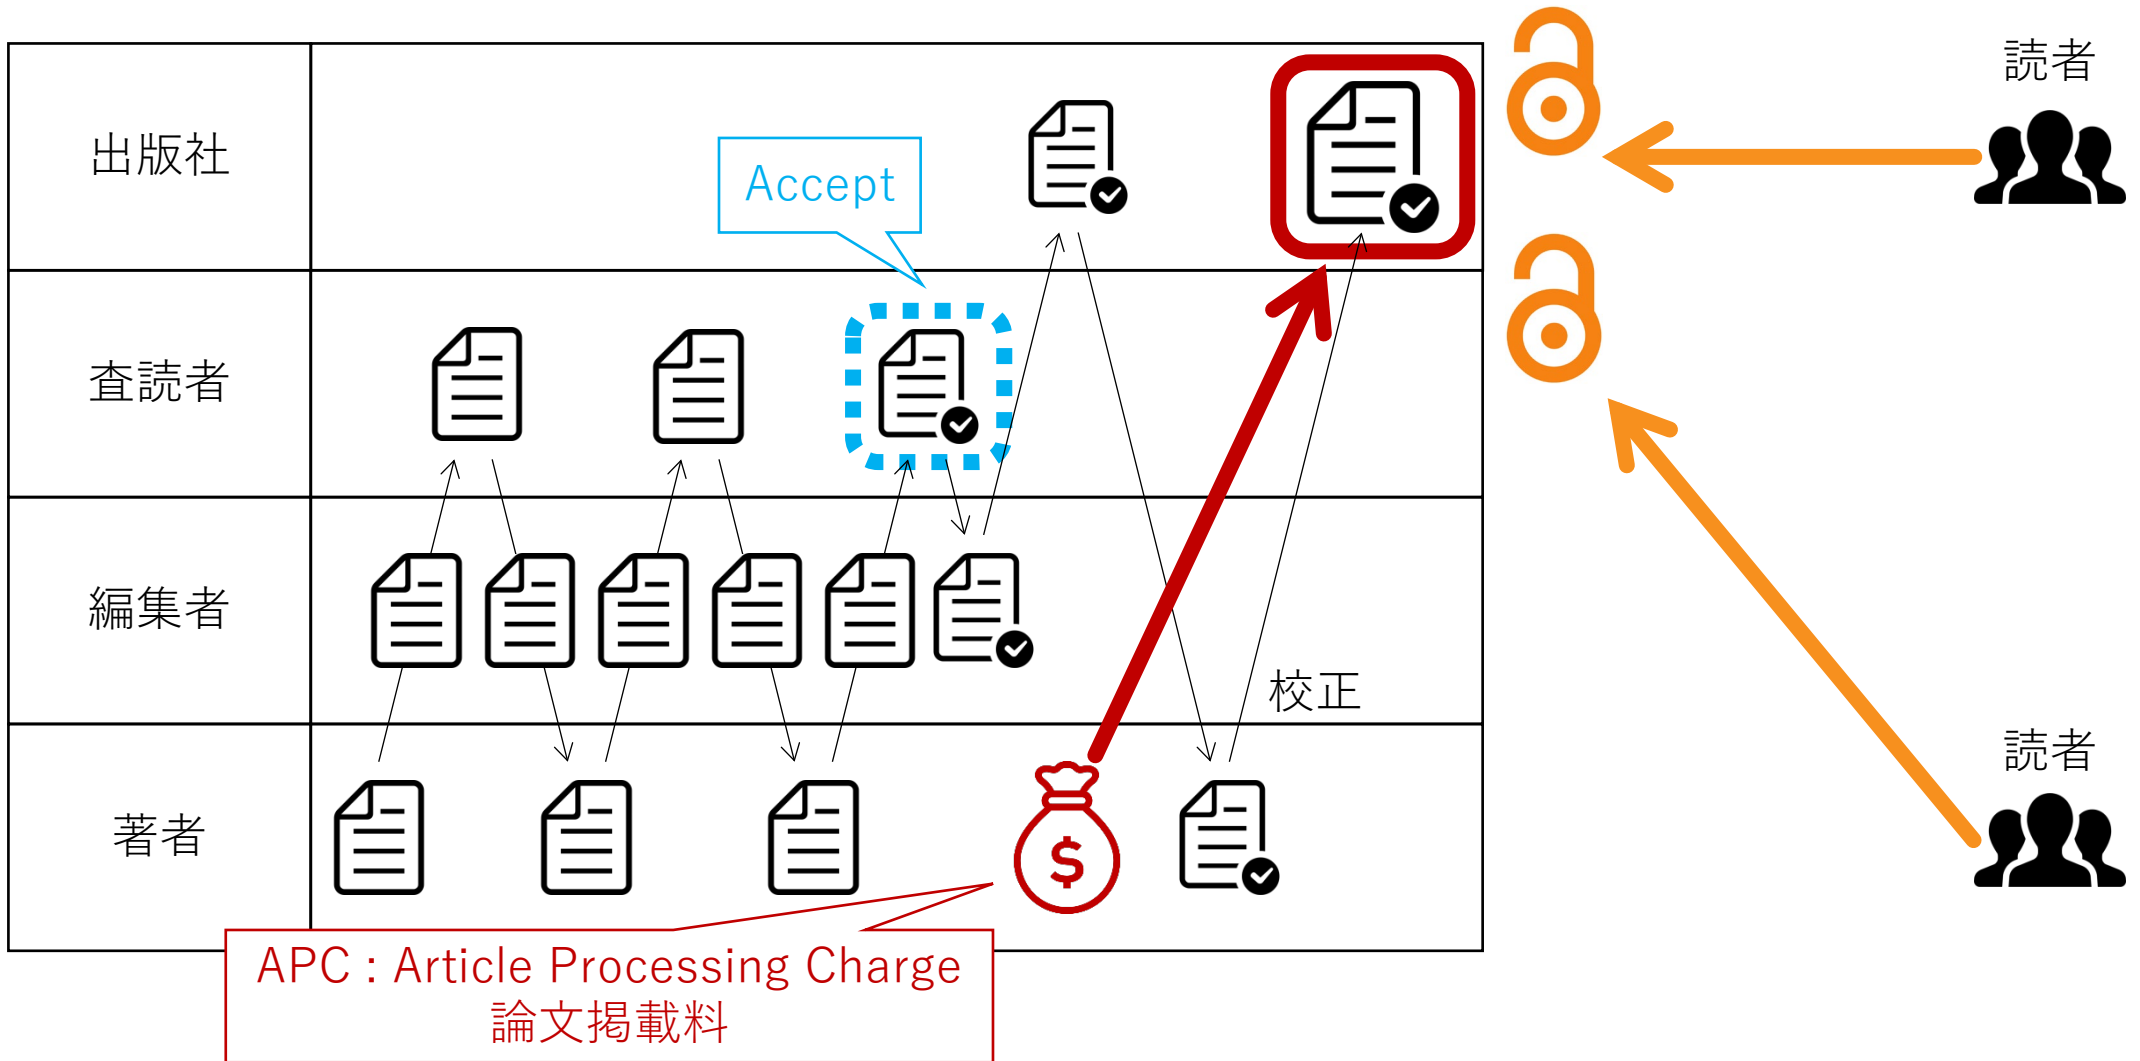 読者
出版社
Accept
査読者
編集者
校正
読者
著者
$
APC : Article Processing Charge
論文掲載料